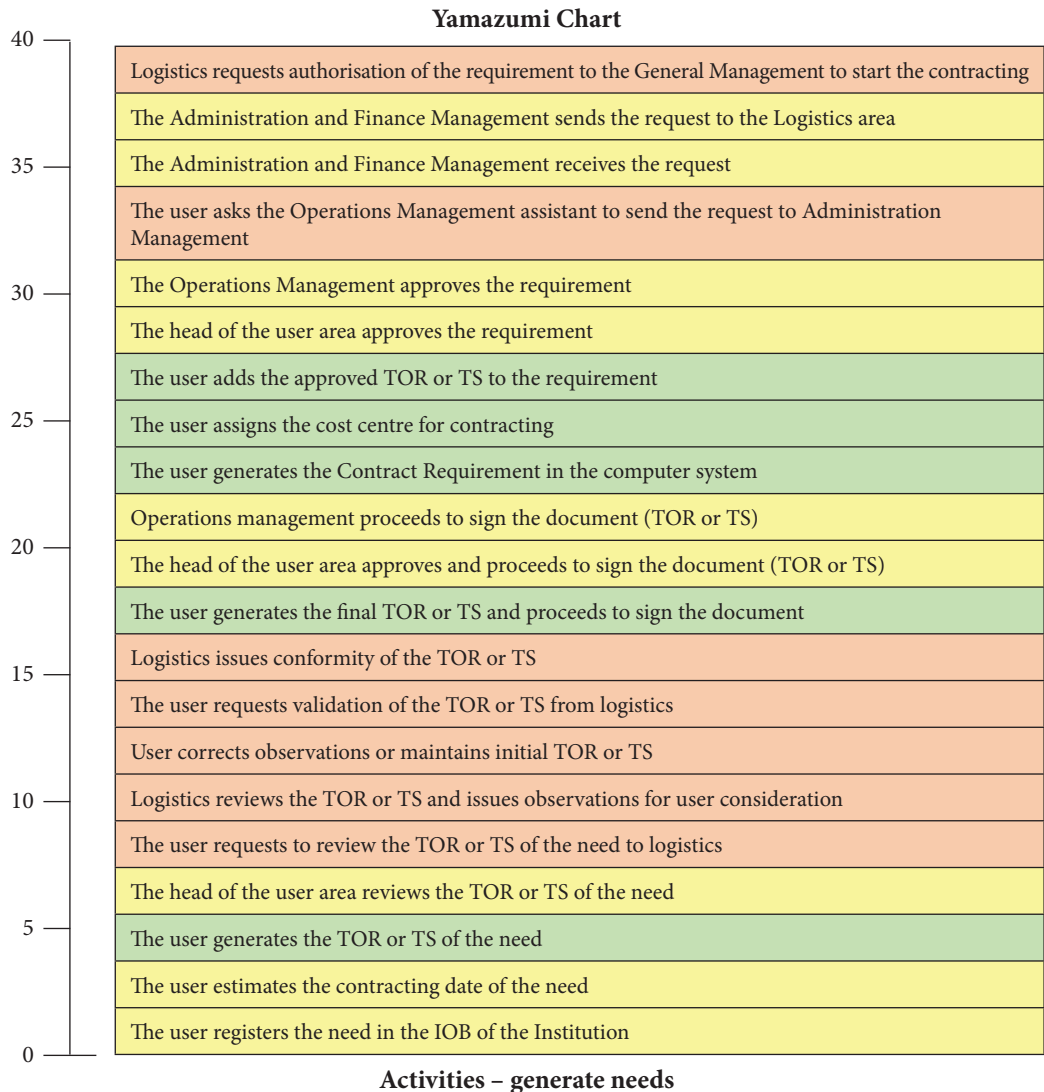 Yamazumi Chart
40
35
30
25
20
15
10
5
0
Logistics requests authorisation of the requirement to the General Management to start the contracting
The Administration and Finance Management sends the request to the Logistics area
The Administration and Finance Management receives the request
The user asks the Operations Management assistant to send the request to Administration
Management
The Operations Management approves the requirement
The head of the user area approves the requirement
The user adds the approved TOR or TS to the requirement
The user assigns the cost centre for contracting
The user generates the Contract Requirement in the computer system
Operations management proceeds to sign the document (TOR or TS)
The head of the user area approves and proceeds to sign the document (TOR or TS)
The user generates the final TOR or TS and proceeds to sign the document
Logistics issues conformity of the TOR or TS
The user requests validation of the TOR or TS from logistics
User corrects observations or maintains initial TOR or TS
Logistics reviews the TOR or TS and issues observations for user consideration
The user requests to review the TOR or TS of the need to logistics
The head of the user area reviews the TOR or TS of the need
The user generates the TOR or TS of the need
The user estimates the contracting date of the need
The user registers the need in the IOB of the Institution
Activities – generate needs